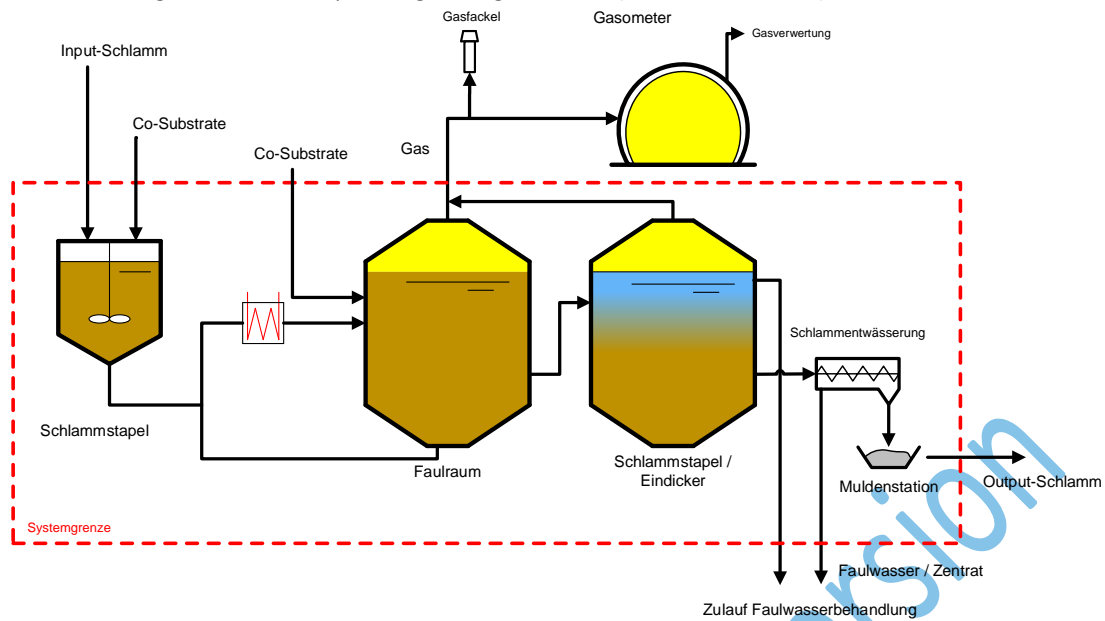 Gasfackel
Gasometer
Gasverwertung
Input-Schlamm
Co-Substrate
Co-Substrate
Gas
Schlammentwässerung
Schlammstapel
Faulraum
Schlammstapel /
Eindicker
Muldenstation
Output-Schlamm
Systemgrenze
Faulwasser / Zentrat
Zulauf Faulwasserbehandlung